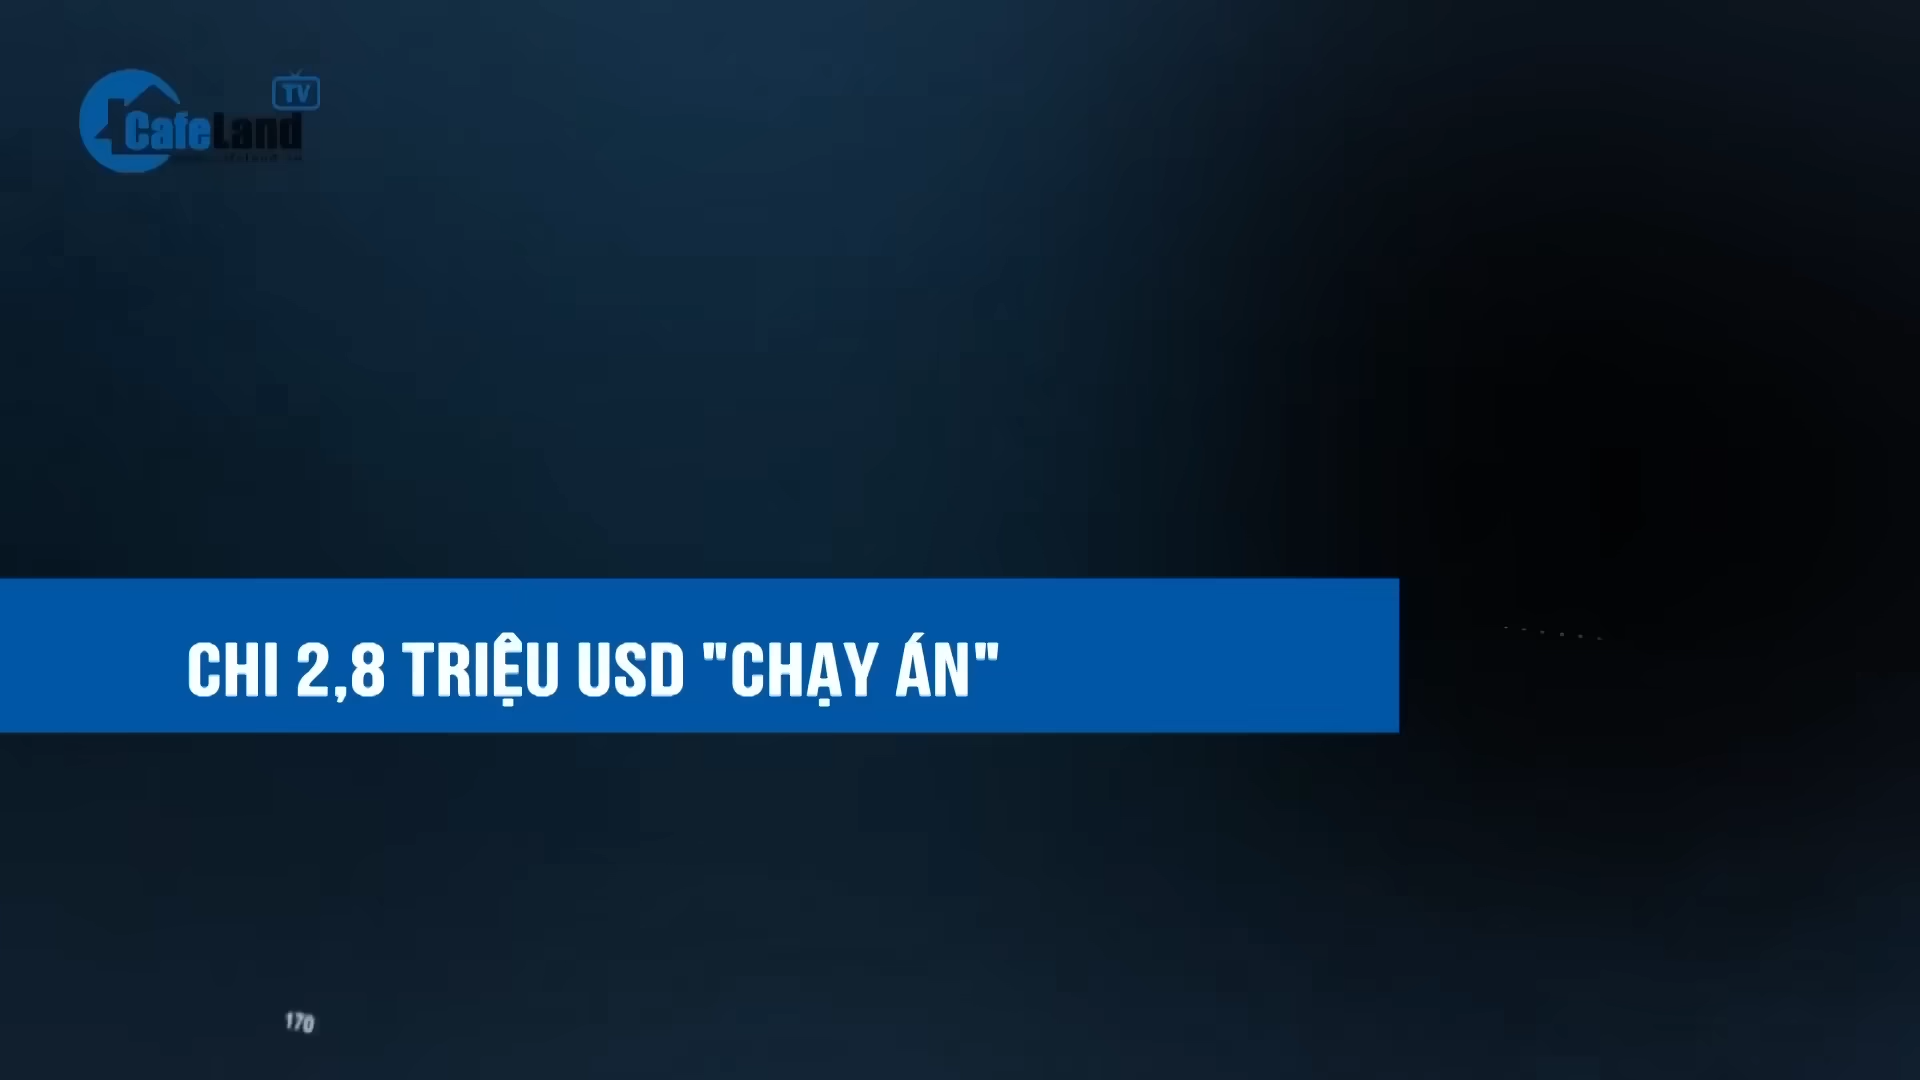 TV
CafeLand
CHI 2,8 TRIỆU USD "CHẠY ÁN"
170